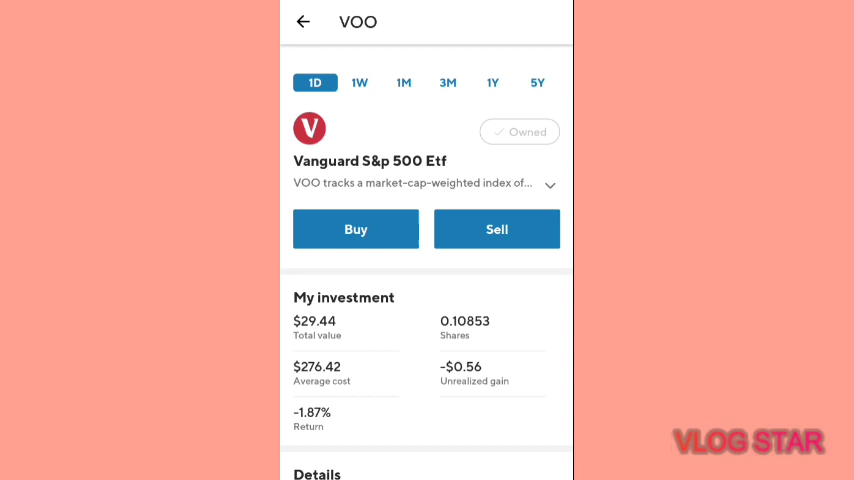 VOO
1D 1W 1M 3M 1Y 5Y
V
Owned
Vanguard S&p 500 Etf
VOO tracks a market-cap-weighted index of...
Buy Sell
My investment
$29.44 0.10853
Total value Shares
$276.42 -$0.56
Average cost Unrealized gain
-1.87%
Return
VLOG STAR
Details